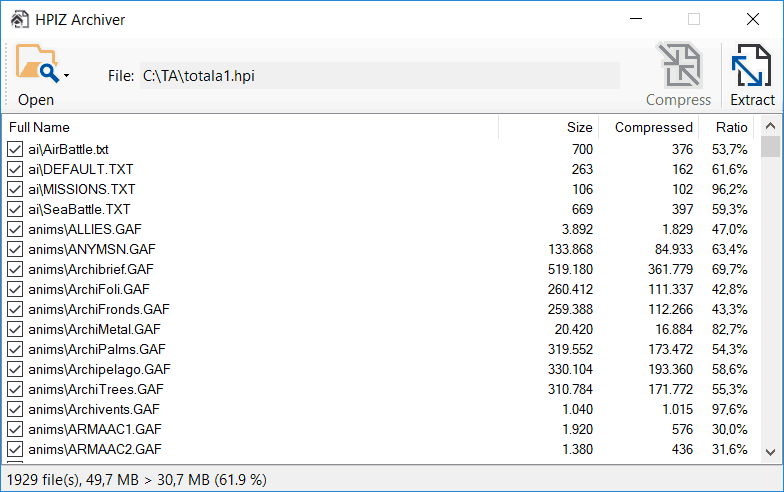 HPIZ Archiver
Open File: C:\TA\totala1.hpi Compress Extract
Full Name Size Compressed Ratio
ai\AirBattle.txt 700 376 53,7%
ai\DEFAULT.TXT 263 162 61,6%
ai\MISSIONS.TXT 106 102 96,2%
ai\SeaBattle.TXT 669 397 59,3%
anims\ALLIES.GAF 3.892 1.829 47,0%
anims\ANYMSN.GAF 133.868 84.933 63,4%
anims\Archibrief.GAF 519.180 361.779 69,7%
anims\ArchiFoli.GAF 260.412 111.337 42,8%
anims\ArchiFronds.GAF 259.388 112.266 43,3%
anims\ArchiMetal.GAF 20.420 16.884 82,7%
anims\ArchiPalms.GAF 319.552 173.472 54,3%
anims\Archipelago.GAF 330.104 193.360 58,6%
anims\ArchiTrees.GAF 310.784 171.772 55,3%
anims\Archivents.GAF 1.040 1.015 97,6%
anims\ARMAAC1.GAF 1.920 576 30,0%
anims\ARMAAC2.GAF 1.380 436 31,6%
1929 file(s), 49,7 MB > 30,7 MB (61.9 %)